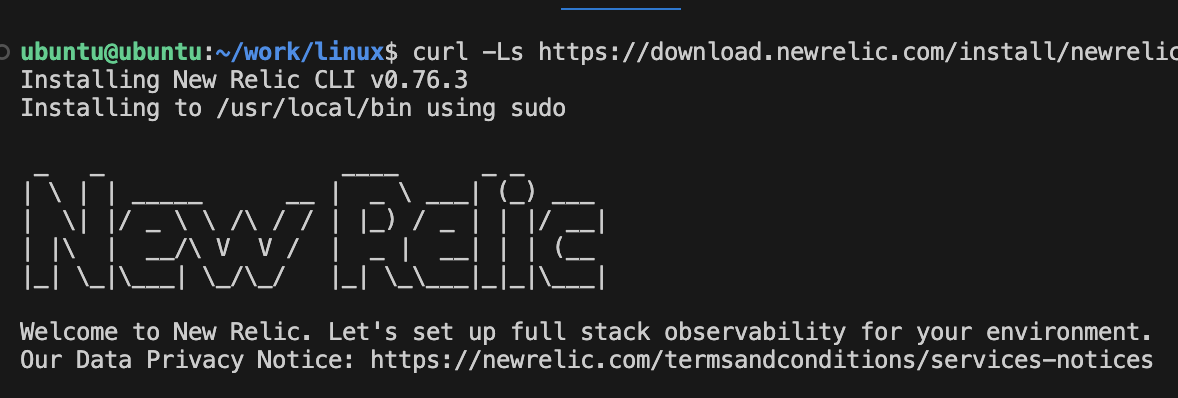 ubuntu@ubuntu:~/work/linux$ curl -Ls https://download.newrelic.com/install/newrelic
Installing New Relic CLI v0.76.3
Installing to /usr/local/bin using sudo
New Relic
Welcome to New Relic. Let's set up full stack observability for your environment.
Our Data Privacy Notice: https://newrelic.com/termsandconditions/services-notices